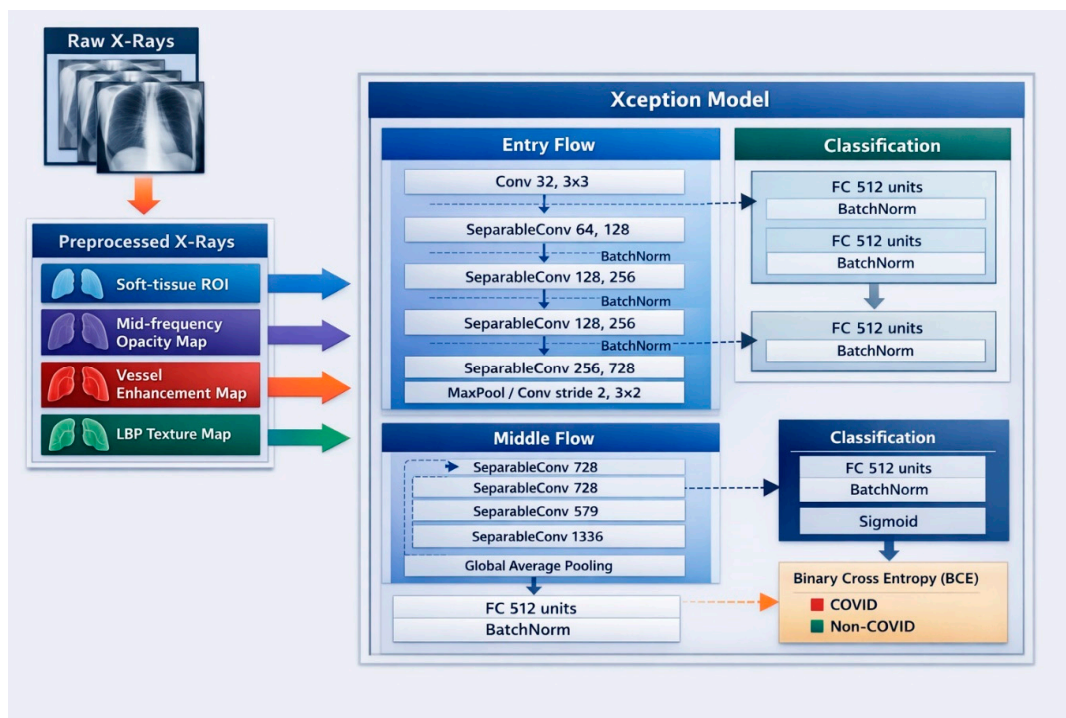 Raw X-Rays
Preprocessed X-Rays
Soft-tissue ROI
Mid-frequency
Opacity Map
Vessel
Enhancement Map
LBP Texture Map
Xception Model
Entry Flow
Conv 32, 3x3
SeparableConv 64, 128
BatchNorm
SeparableConv 128, 256
BatchNorm
SeparableConv 128, 256
BatchNorm
SeparableConv 256, 728
MaxPool / Conv stride 2, 3×2
Classification
FC 512 units
BatchNorm
FC 512 units
BatchNorm
FC 512 units
BatchNorm
Middle Flow
SeparableConv 728
SeparableConv 728
SeparableConv 579
SeparableConv 1336
Global Average Pooling
FC 512 units
BatchNorm
Classification
FC 512 units
BatchNorm
Sigmoid
Binary Cross Entropy (BCE)
COVID
Non-COVID